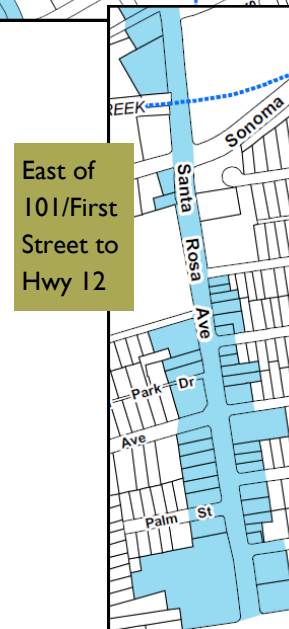 REEK
Sonoma
East of
101/First
Street to
Hwy 12
Santa
Rosa
Ave
Park Dr
Ave
Palm St